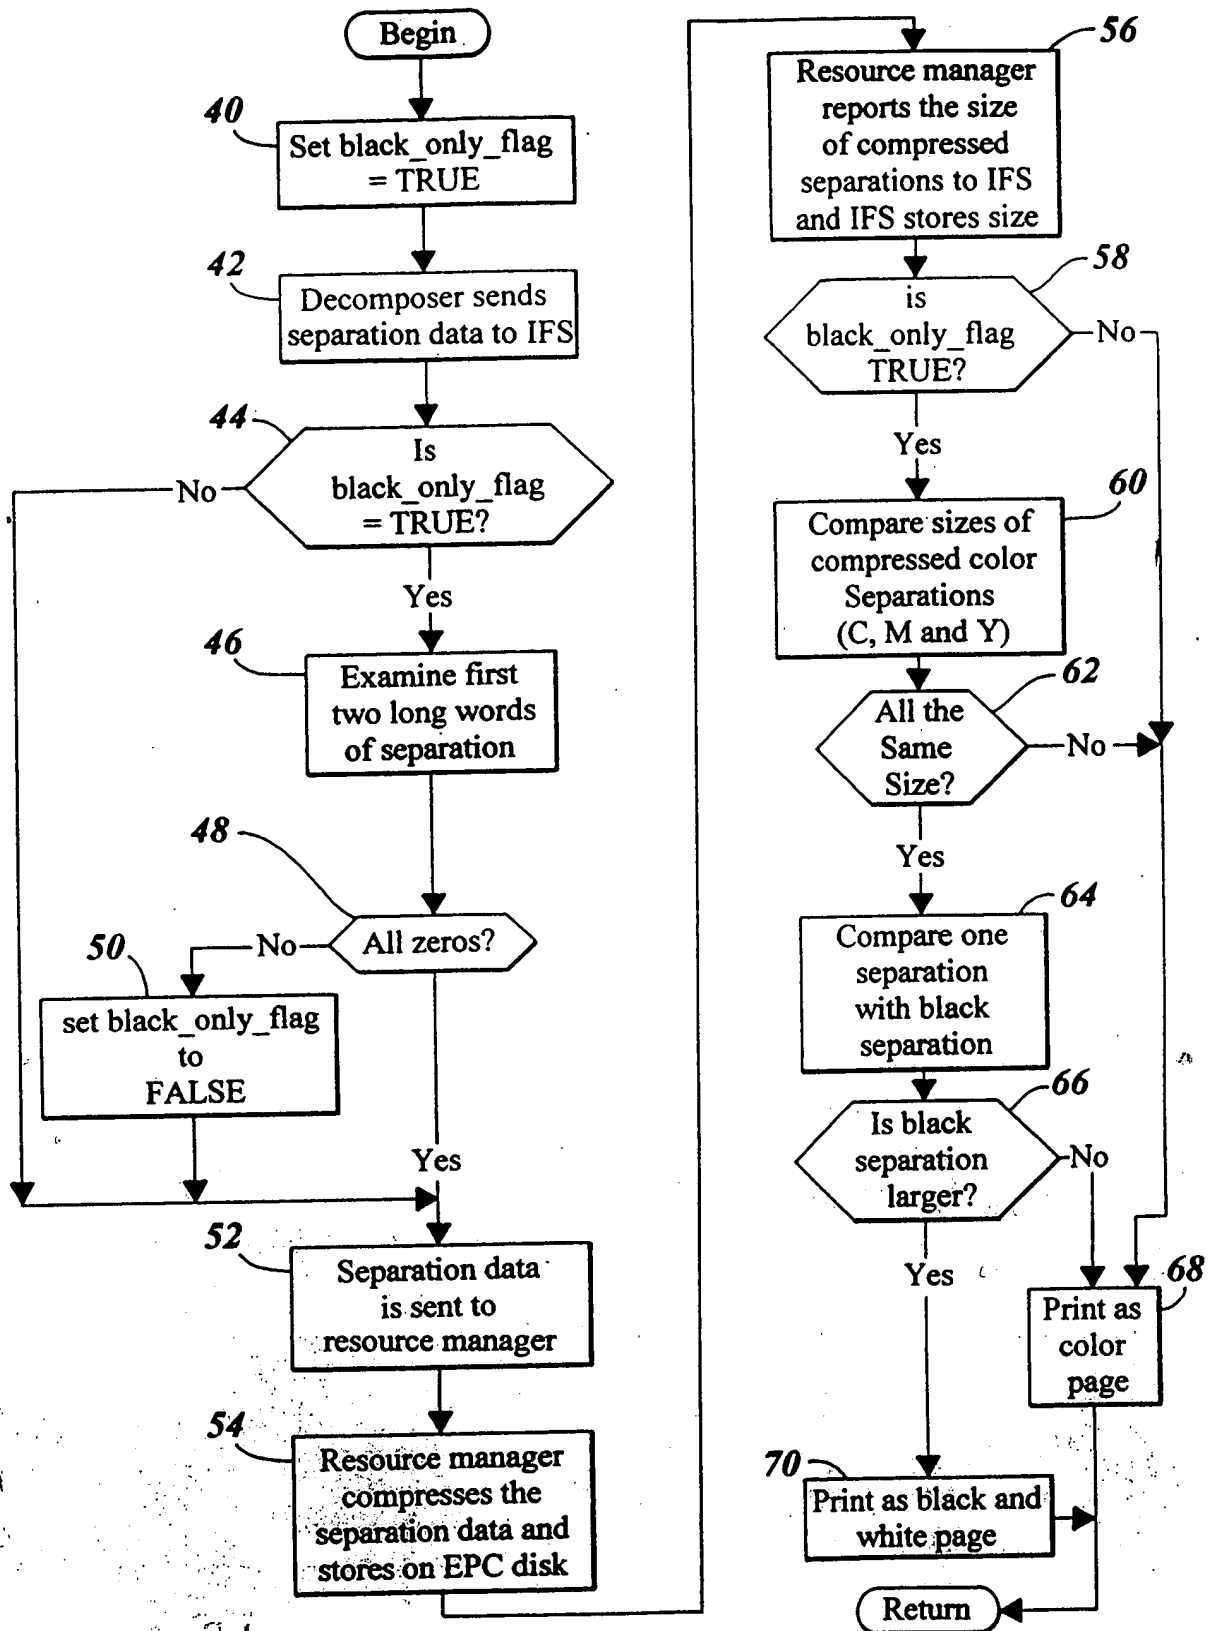 Begin
40
Set black_only_flag
= TRUE
42
Decomposer sends
separation data to IFS
44
Is
black_only_flag
= TRUE?
No
Yes
46
Examine first
two long words
of separation
48
All zeros?
No
50
set black_only_flag
to
FALSE
Yes
52
Separation data
is sent to
resource manager
54
Resource manager
compresses the
separation data and
stores on EPC disk
56
Resource manager
reports the size
of compressed
separations to IFS
and IFS stores size
58
is
black_only_flag
TRUE?
No
Yes
60
Compare sizes of
compressed color
Separations
(C, M and Y)
62
All the
Same
Size?
No
Yes
64
Compare one
separation
with black
separation
66
Is black
separation
larger?
No
Yes
68
Print as
color
page
70
Print as black and
white page
Return